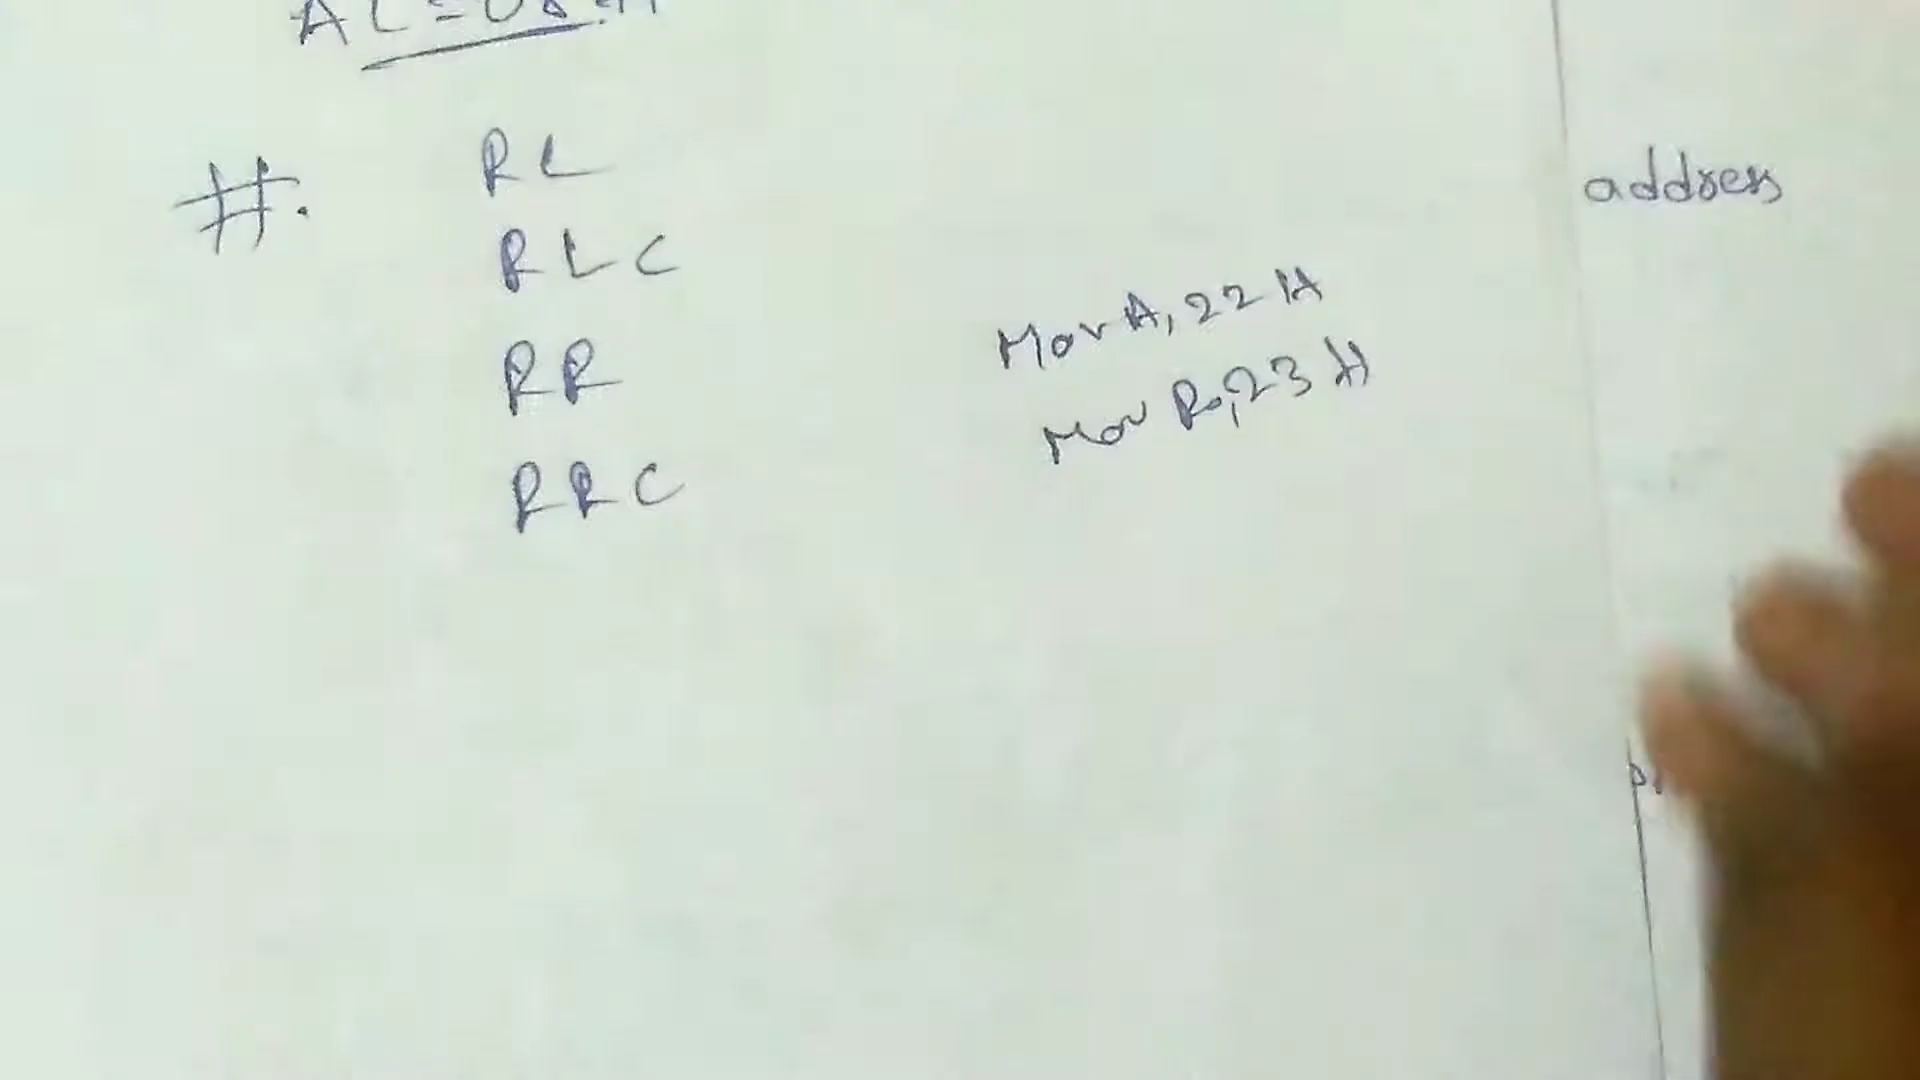 #.
RL
RLC
RR
RRC
Mov A, 22 H
Mov R0, 23 H
address